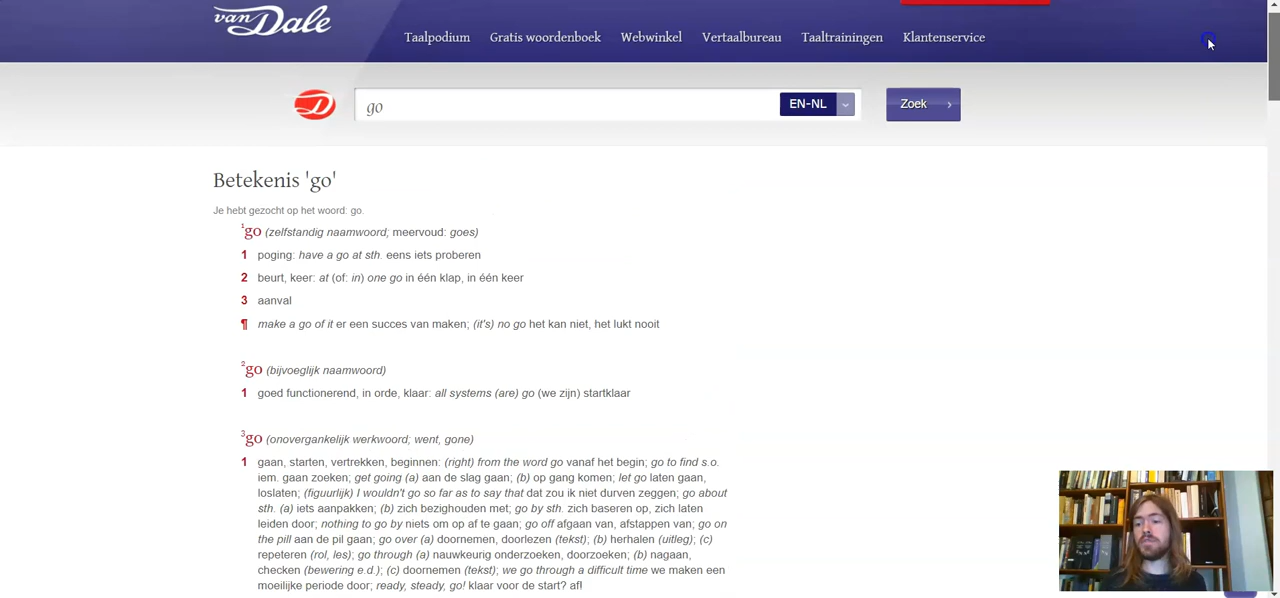 van Dale
Taalpodium Gratis woordenboek Webwinkel Vertaalbureau Taaltrainingen Klantenservice
go EN-NL Zoek
Betekenis 'go'
Je hebt gezocht op het woord: go.
1go (zelfstandig naamwoord; meervoud: goes)
1 poging: have a go at sth. eens iets proberen
2 beurt, keer: at (of: in) one go in één klap, in één keer
3 aanval
¶ make a go of it er een succes van maken; (it's) no go het kan niet, het lukt nooit
2go (bijvoeglijk naamwoord)
1 goed functionerend, in orde, klaar: all systems (are) go (we zijn) startklaar
3go (onovergankelijk werkwoord; went, gone)
1 gaan, starten, vertrekken, beginnen: (right) from the word go vanaf het begin; go to find s.o.
iem. gaan zoeken; get going (a) aan de slag gaan; (b) op gang komen; let go laten gaan,
loslaten; (figuurlijk) I wouldn't go so far as to say that dat zou ik niet durven zeggen; go about
sth. (a) iets aanpakken; (b) zich bezighouden met; go by sth. zich baseren op, zich laten
leiden door; nothing to go by niets om op af te gaan; go off afgaan van, afstappen van; go on
the pill aan de pil gaan; go over (a) doornemen, doorlezen (tekst); (b) herhalen (uitleg); (c)
repeteren (rol, les); go through (a) nauwkeurig onderzoeken, doorzoeken; (b) nagaan,
checken (bewering e.d.); (c) doornemen (tekst); we go through a difficult time we maken een
moeilijke periode door; ready, steady, go! klaar voor de start? af!